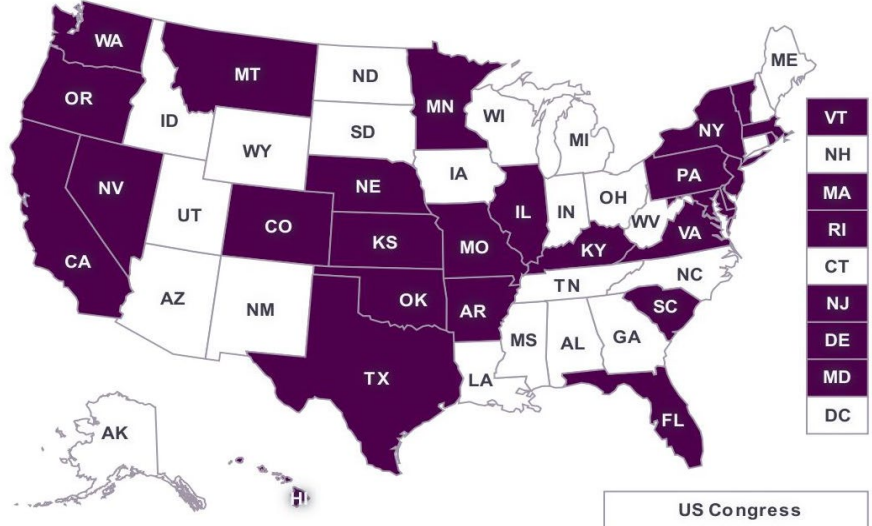 WA
MT
ND
MN
ME
OR
ID
SD
WI
MI
NY
VT
WY
IA
NH
NV
NE
PA
MA
UT
CO
IL
IN
OH
WV
VA
RI
CA
KS
MO
KY
CT
AZ
NM
OK
AR
TN
NC
NJ
SC
DE
TX
MS
AL
GA
MD
LA
DC
AK
FL
HI
US Congress